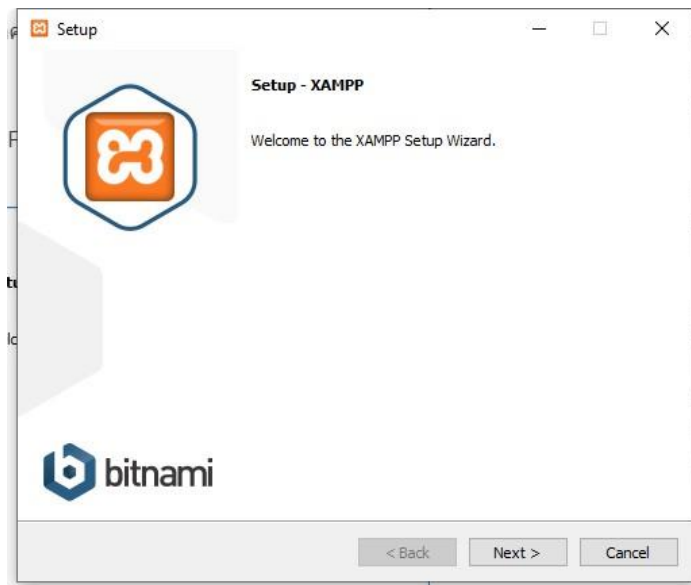 Setup
Setup - XAMPP
Welcome to the XAMPP Setup Wizard.
bitnami
< Back
Next >
Cancel